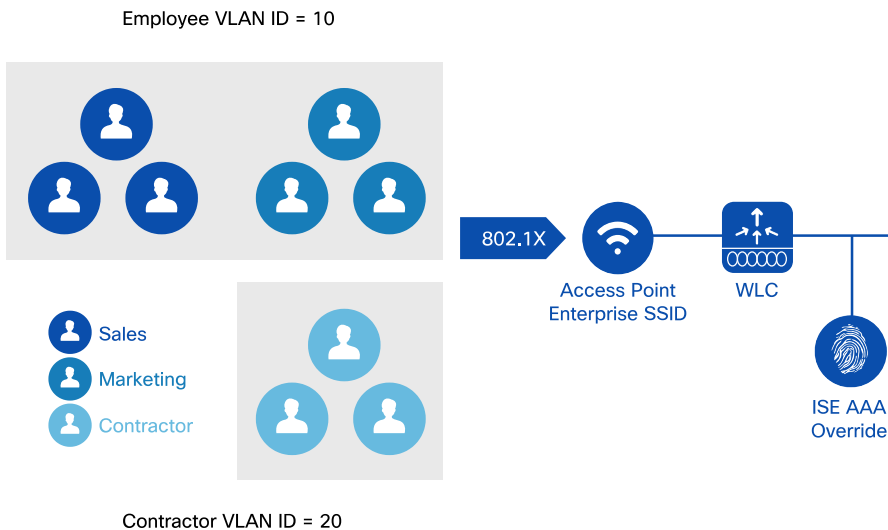 Employee VLAN ID = 10
802.1X
Access Point
Enterprise SSID
WLC
Sales
Marketing
Contractor
ISE AAA
Override
Contractor VLAN ID = 20